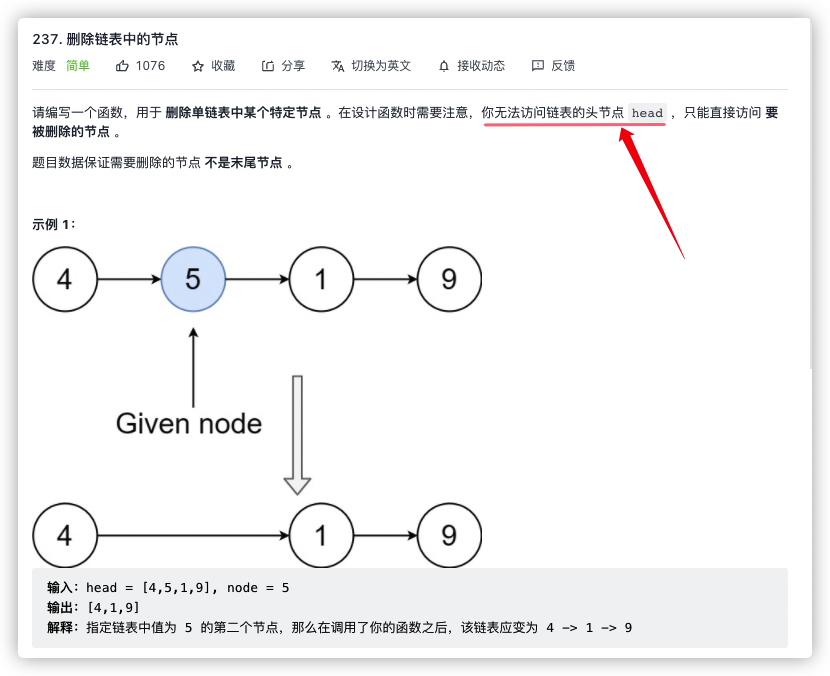 237. 删除链表中的节点
难度 简单 1076 收藏 分享 切换为英文 接收动态 反馈
请编写一个函数，用于 删除单链表中某个特定节点 。在设计函数时需要注意，你无法访问链表的头节点 head ，只能直接访问 要
被删除的节点 。
题目数据保证需要删除的节点 不是末尾节点 。
示例 1：
4 5 1 9
Given node
4 1 9
输入：head = [4,5,1,9], node = 5
输出：[4,1,9]
解释：指定链表中值为 5 的第二个节点，那么在调用了你的函数之后，该链表应变为 4 -> 1 -> 9